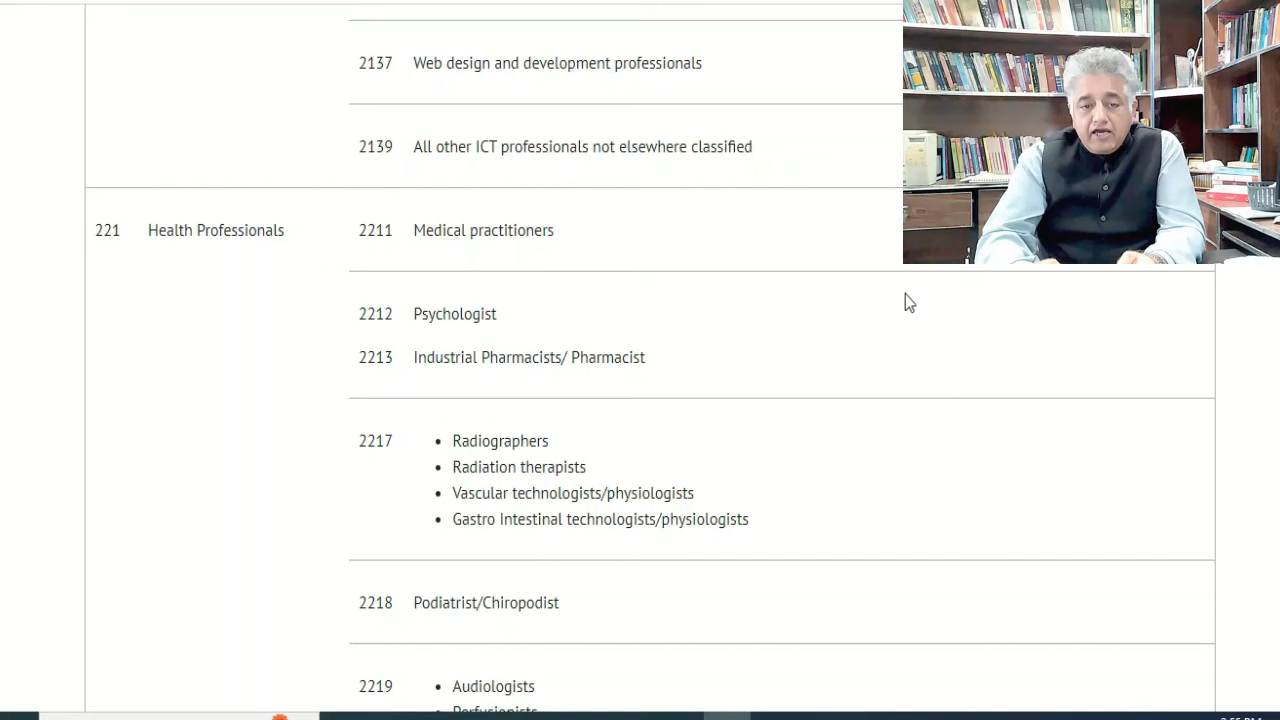 2137 Web design and development professionals
2139 All other ICT professionals not elsewhere classified
221 Health Professionals 2211 Medical practitioners
2212 Psychologist
2213 Industrial Pharmacists/ Pharmacist
2217 • Radiographers
• Radiation therapists
• Vascular technologists/physiologists
• Gastro Intestinal technologists/physiologists
2218 Podiatrist/Chiropodist
2219 • Audiologists
Perfusionists